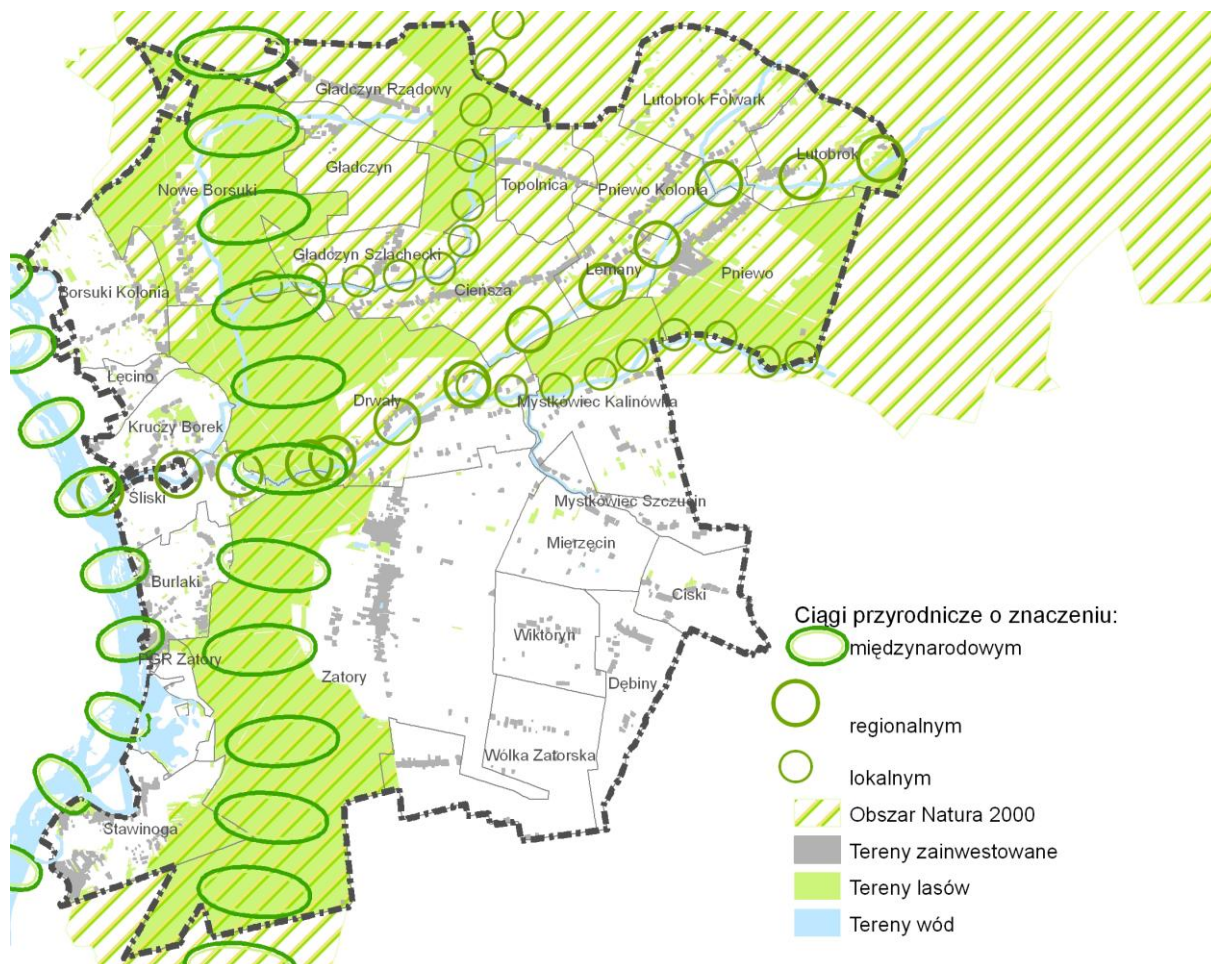 Gładczyn Rządowy
Lutobrok Folwark
Lutobrok
Gładczyn
Topolnica
Nowe Borsuki
Pniewo Kolonia
Gładczyn Szlachecki
Lemany
Pniewo
Borsuki Kolonia
Cieńsza
Łęcino
Drwały
Mystkowiec Kalinówka
Kruczy Borek
Śliski
Mystkowiec Szczucin
Mierzęcin
Burlaki
Ciski
Wiktoryn
PGR Zatory
Zatory
Dębiny
Wólka Zatorska
Stawinoga
Ciągi przyrodnicze o znaczeniu:
międzynarodowym
regionalnym
lokalnym
Obszar Natura 2000
Tereny zainwestowane
Tereny lasów
Tereny wód